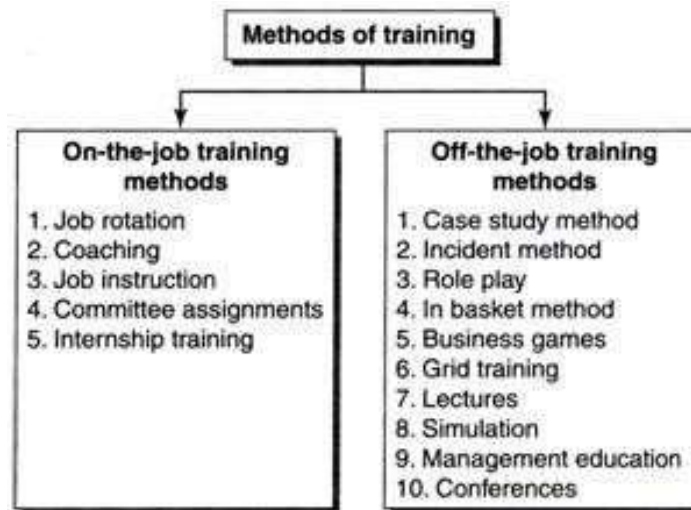 Methods of training
On-the-job training
methods
1. Job rotation
2. Coaching
3. Job instruction
4. Committee assignments
5. Internship training
Off-the-job training
methods
1. Case study method
2. Incident method
3. Role play
4. In basket method
5. Business games
6. Grid training
7. Lectures
8. Simulation
9. Management education
10. Conferences